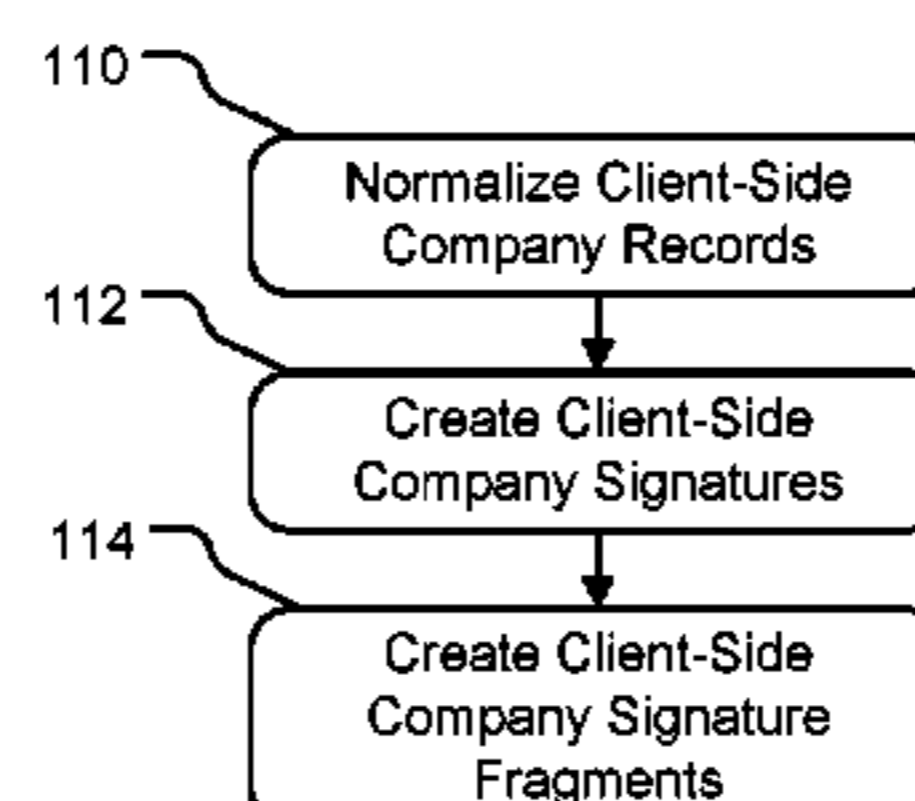 110
Normalize Client-Side
Company Records
112
Create Client-Side
Company Signatures
114
Create Client-Side
Company Signature
Fragments